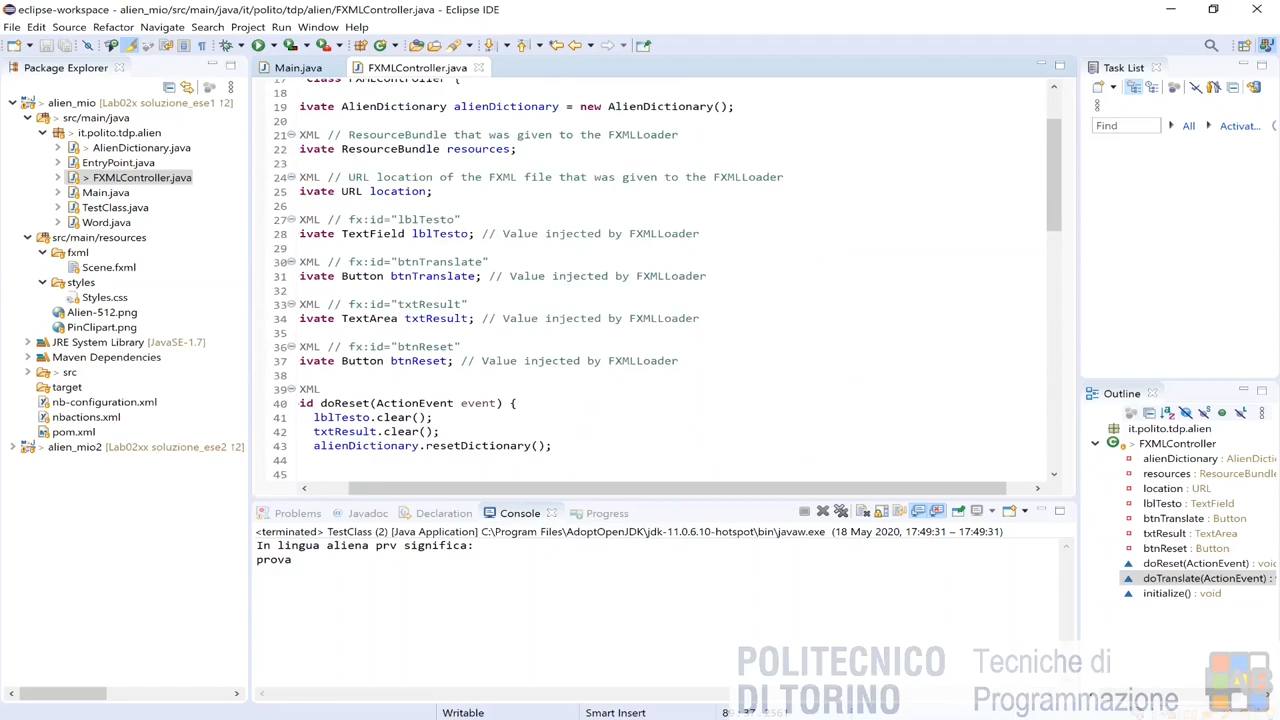 eclipse-workspace - alien_mio/src/main/java/it/polito/tdp/alien/FXMLController.java - Eclipse IDE
File Edit Source Refactor Navigate Search Project Run Window Help
Package Explorer
alien_mio [Lab02x soluzione_ese1 12]
src/main/java
it.polito.tdp.alien
> AlienDictionary.java
EntryPoint.java
> FXMLController.java
Main.java
TestClass.java
Word.java
src/main/resources
fxml
Scene.fxml
styles
Styles.css
Alien-512.png
PinClipart.png
JRE System Library [JavaSE-1.7]
Maven Dependencies
> src
target
nb-configuration.xml
nbactions.xml
pom.xml
alien_mio2 [Lab02xx soluzione_ese2 12]
Main.java
FXMLController.java
17 class FXMLController {
18
19 ivate AlienDictionary alienDictionary = new AlienDictionary();
20
21 XML // ResourceBundle that was given to the FXMLLoader
22 ivate ResourceBundle resources;
23
24 XML // URL location of the FXML file that was given to the FXMLLoader
25 ivate URL location;
26
27 XML // fx:id="lblTesto"
28 ivate TextField lblTesto; // Value injected by FXMLLoader
29
30 XML // fx:id="btnTranslate"
31 ivate Button btnTranslate; // Value injected by FXMLLoader
32
33 XML // fx:id="txtResult"
34 ivate TextArea txtResult; // Value injected by FXMLLoader
35
36 XML // fx:id="btnReset"
37 ivate Button btnReset; // Value injected by FXMLLoader
38
39 XML
40 id doReset(ActionEvent event) {
41 lblTesto.clear();
42 txtResult.clear();
43 alienDictionary.resetDictionary();
44
45
Problems Javadoc Declaration Console Progress
<terminated> TestClass (2) [Java Application] C:\Program Files\AdoptOpenJDK\jdk-11.0.6.10-hotspot\bin\javaw.exe (18 May 2020, 17:49:31 – 17:49:31)
In lingua aliena prv significa:
prova
Task List
Find All Activat...
Outline
it.polito.tdp.alien
> FXMLController
alienDictionary : AlienDictio
resources : ResourceBundle
location : URL
lblTesto : TextField
btnTranslate : Button
txtResult : TextArea
btnReset : Button
doReset(ActionEvent) : void
doTranslate(ActionEvent) :
initialize() : void
POLITECNICO
DI TORINO
Tecniche di
Programmazione
Writable Smart Insert